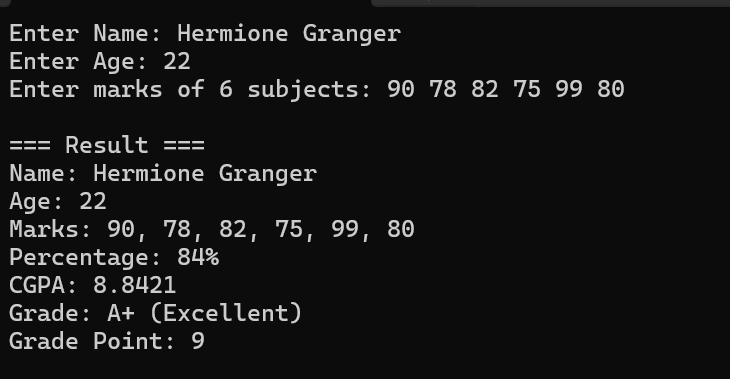 Enter Name: Hermione Granger
Enter Age: 22
Enter marks of 6 subjects: 90 78 82 75 99 80
=== Result ===
Name: Hermione Granger
Age: 22
Marks: 90, 78, 82, 75, 99, 80
Percentage: 84%
CGPA: 8.8421
Grade: A+ (Excellent)
Grade Point: 9